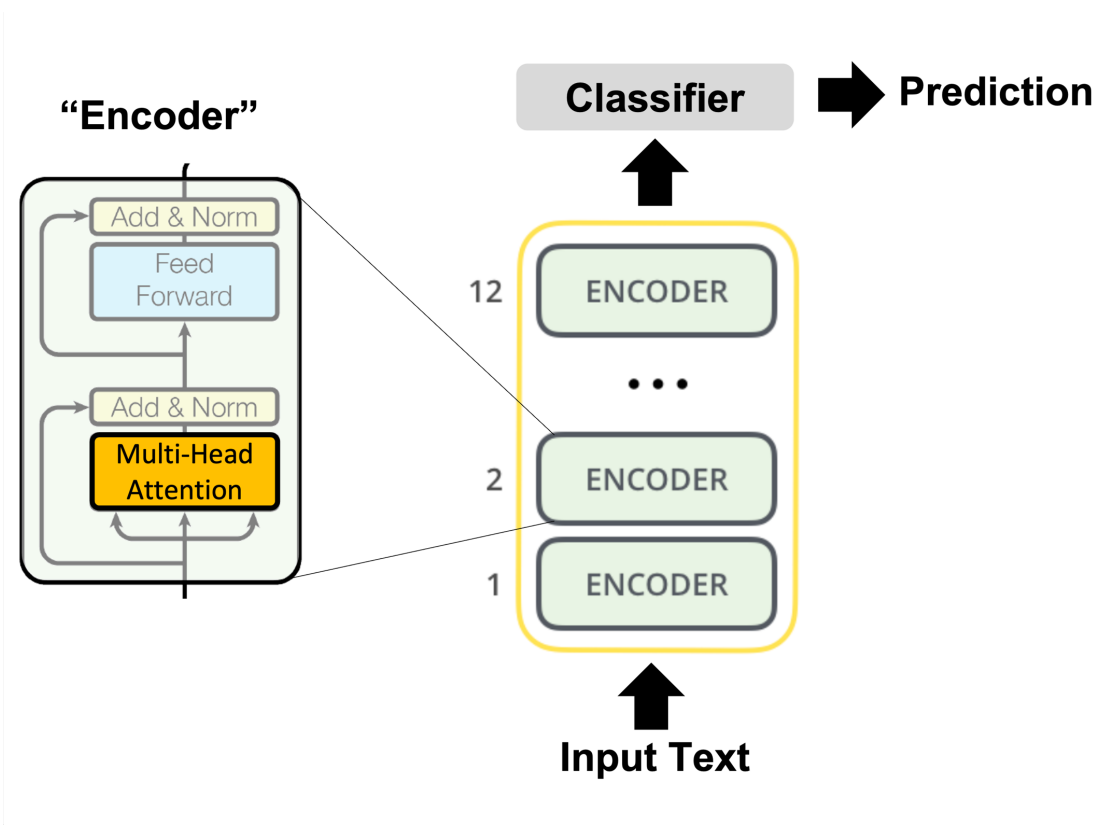 “Encoder”
Add & Norm
Feed
Forward
Add & Norm
Multi-Head
Attention
Classifier
Prediction
12
ENCODER
...
2
ENCODER
1
ENCODER
Input Text